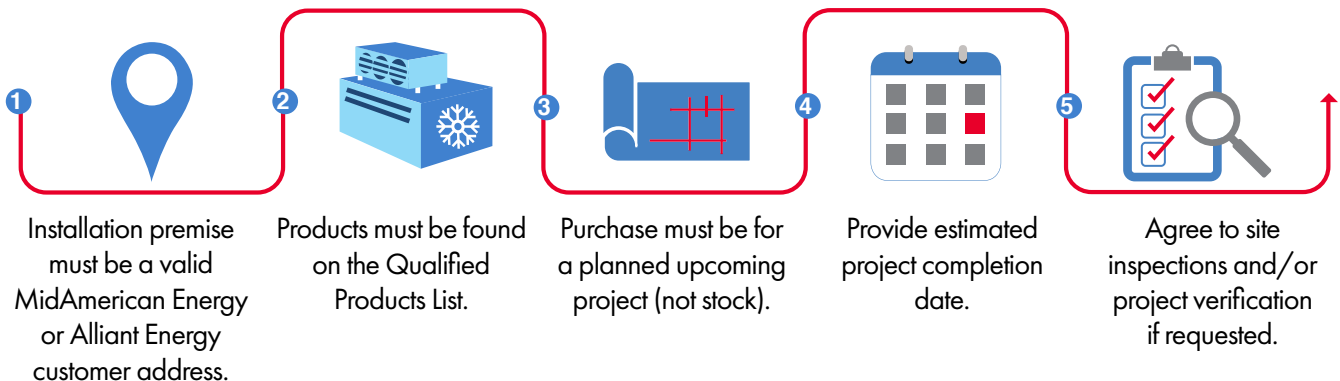 1
Installation premise
must be a valid
MidAmerican Energy
or Alliant Energy
customer address.
2
Products must be found
on the Qualified
Products List.
3
Purchase must be for
a planned upcoming
project (not stock).
4
Provide estimated
project completion
date.
5
Agree to site
inspections and/or
project verification
if requested.